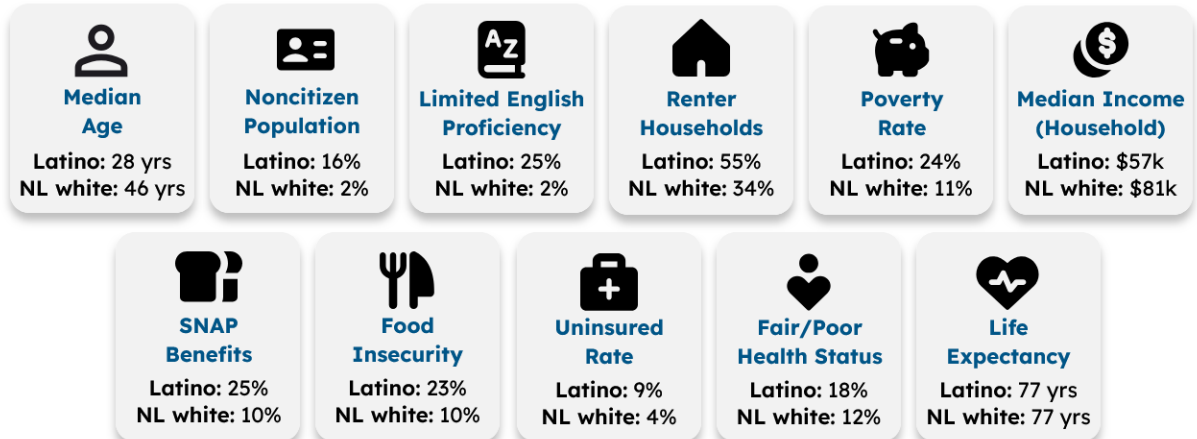 AZ
$
Median
Age
Latino: 28 yrs
NL white: 46 yrs
Noncitizen
Population
Latino: 16%
NL white: 2%
Limited English
Proficiency
Latino: 25%
NL white: 2%
Renter
Households
Latino: 55%
NL white: 34%
Poverty
Rate
Latino: 24%
NL white: 11%
Median Income
(Household)
Latino: $57k
NL white: $81k
SNAP
Benefits
Latino: 25%
NL white: 10%
Food
Insecurity
Latino: 23%
NL white: 10%
Uninsured
Rate
Latino: 9%
NL white: 4%
Fair/Poor
Health Status
Latino: 18%
NL white: 12%
Life
Expectancy
Latino: 77 yrs
NL white: 77 yrs